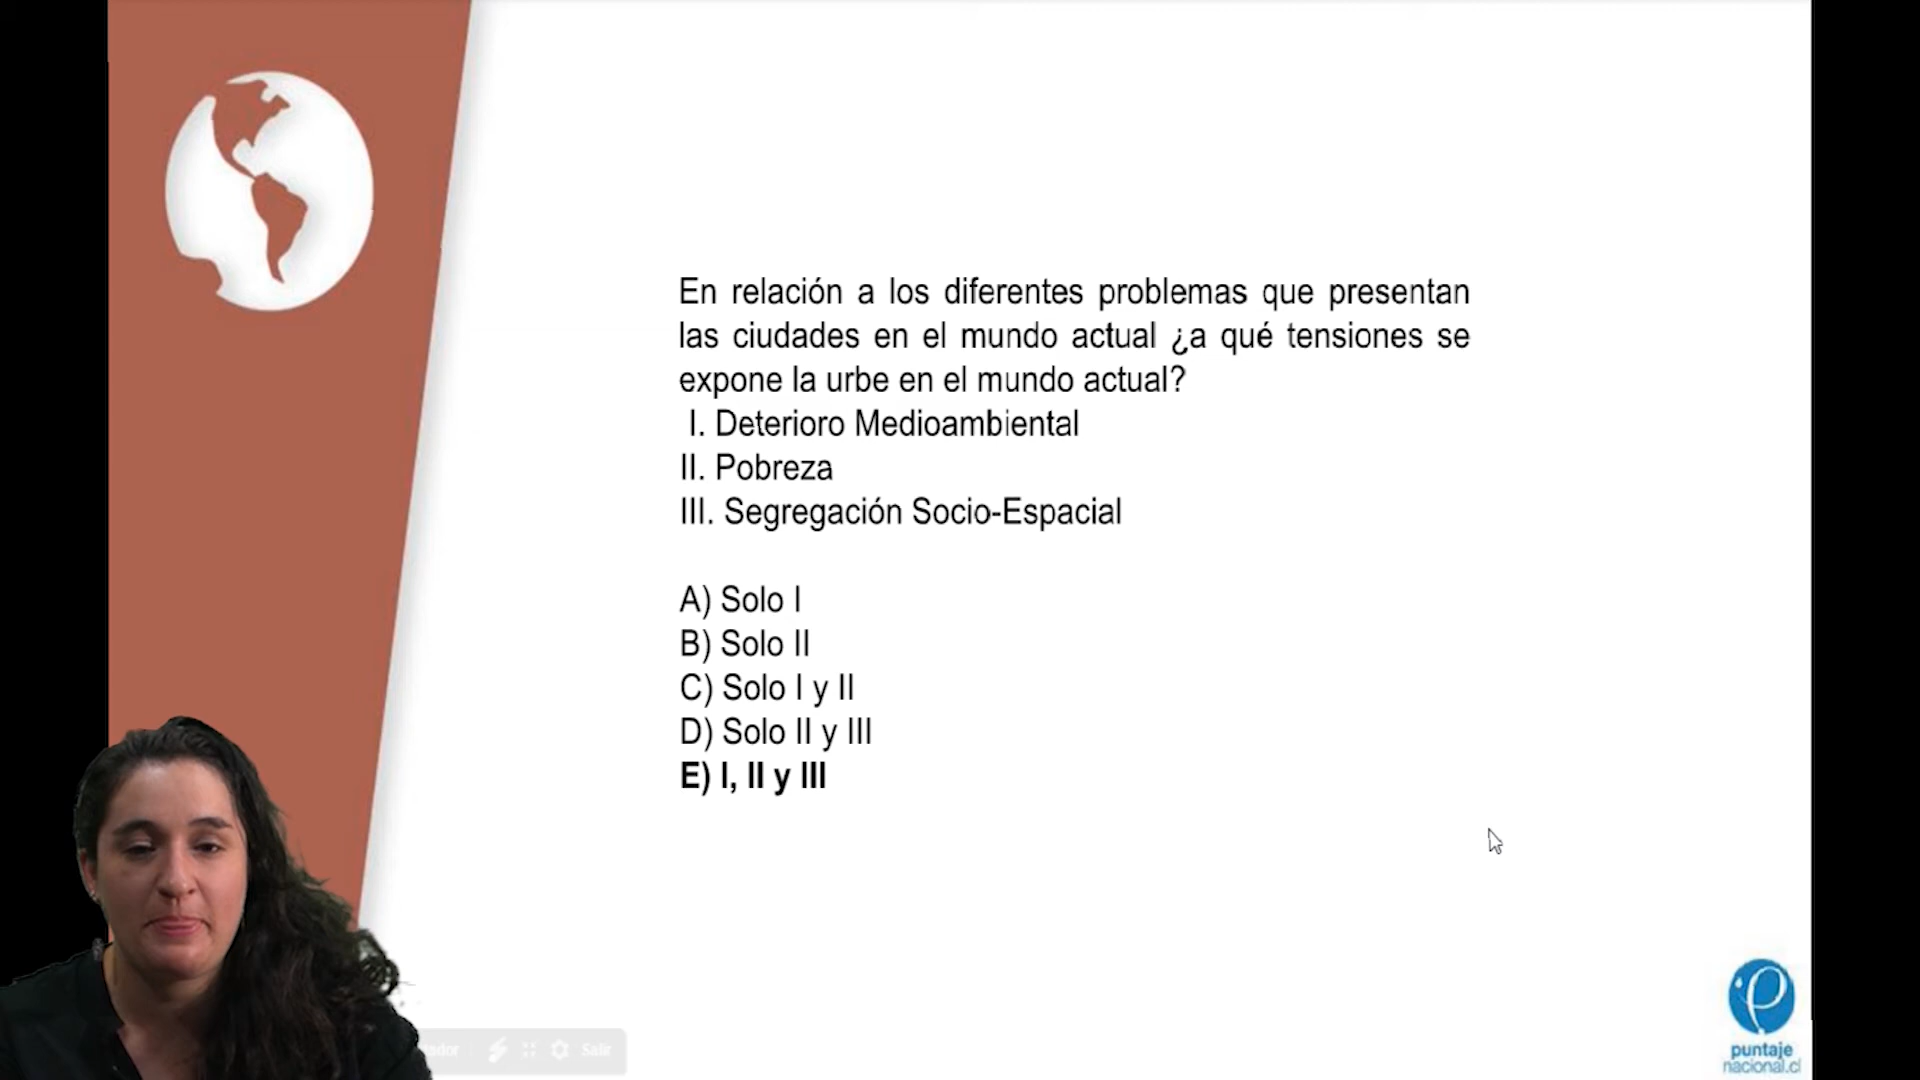 En relación a los diferentes problemas que presentan
las ciudades en el mundo actual ¿a qué tensiones se
expone la urbe en el mundo actual?
I. Deterioro Medioambiental
II. Pobreza
III. Segregación Socio-Espacial
A) Solo I
B) Solo II
C) Solo I y II
D) Solo II y III
E) I, II y III
Salir
puntaje
nacional.cl